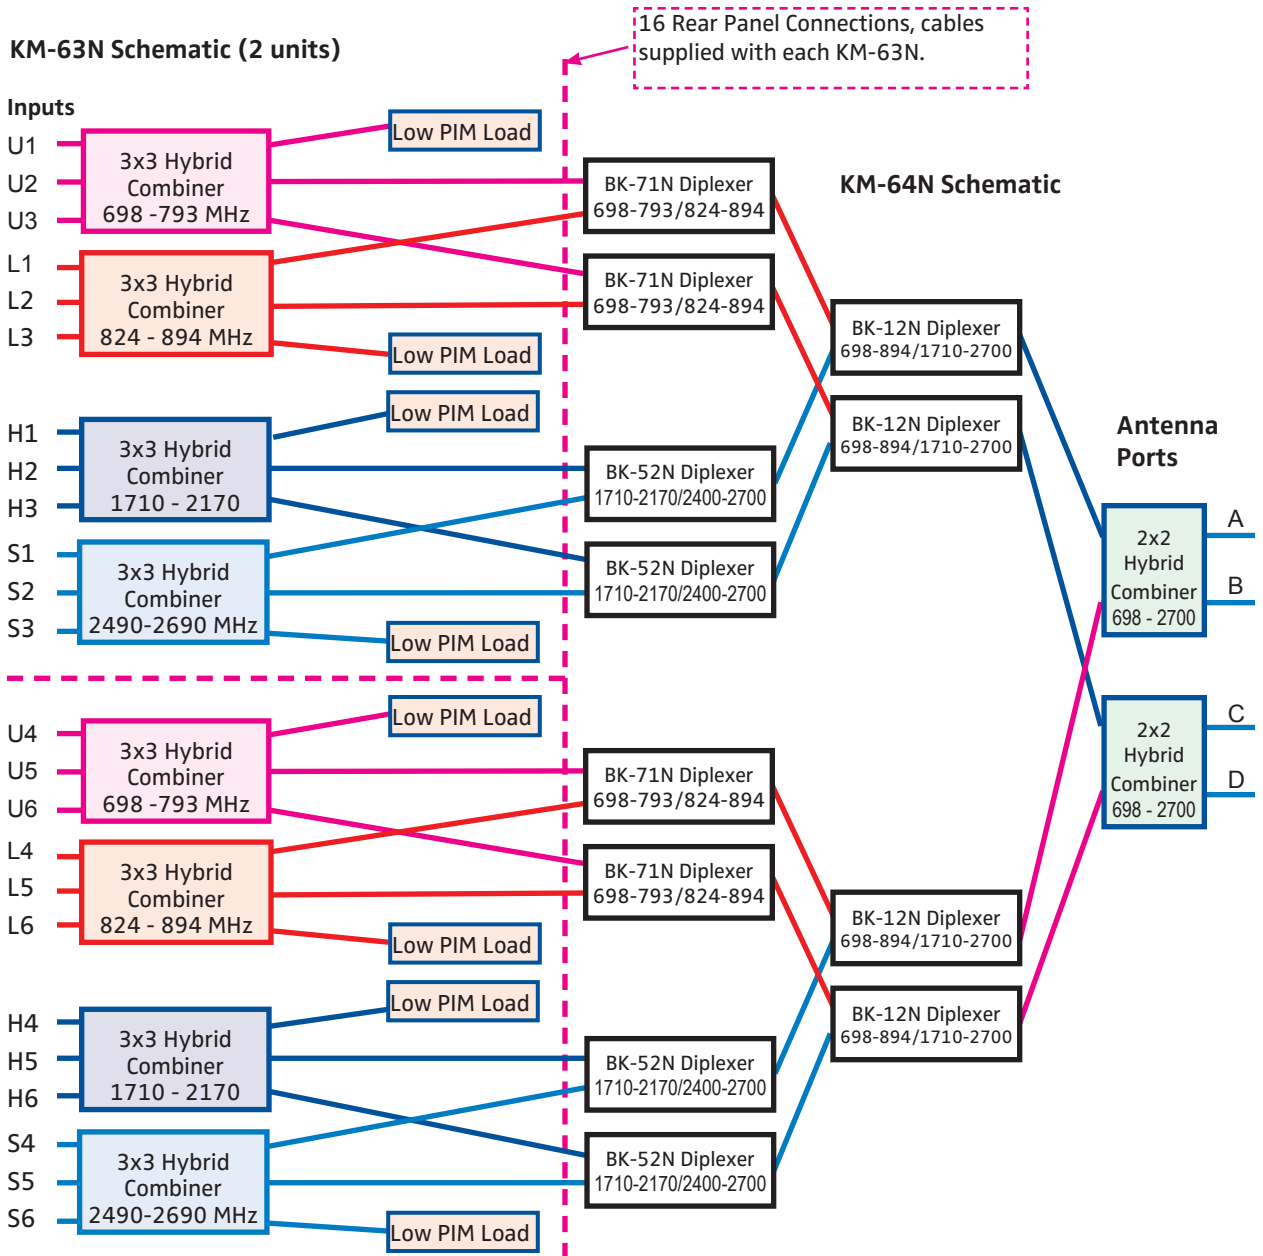 16 Rear Panel Connections, cables
supplied with each KM-63N.
KM-63N Schematic (2 units)
Inputs
U1
U2
U3
3x3 Hybrid
Combiner
698 -793 MHz
Low PIM Load
L1
L2
L3
3x3 Hybrid
Combiner
824 - 894 MHz
Low PIM Load
H1
H2
H3
3x3 Hybrid
Combiner
1710 - 2170
Low PIM Load
S1
S2
S3
3x3 Hybrid
Combiner
2490-2690 MHz
Low PIM Load
U4
U5
U6
3x3 Hybrid
Combiner
698 -793 MHz
Low PIM Load
L4
L5
L6
3x3 Hybrid
Combiner
824 - 894 MHz
Low PIM Load
H4
H5
H6
3x3 Hybrid
Combiner
1710 - 2170
Low PIM Load
S4
S5
S6
3x3 Hybrid
Combiner
2490-2690 MHz
Low PIM Load
KM-64N Schematic
BK-71N Diplexer
698-793/824-894
BK-71N Diplexer
698-793/824-894
BK-52N Diplexer
1710-2170/2400-2700
BK-52N Diplexer
1710-2170/2400-2700
BK-71N Diplexer
698-793/824-894
BK-71N Diplexer
698-793/824-894
BK-52N Diplexer
1710-2170/2400-2700
BK-52N Diplexer
1710-2170/2400-2700
BK-12N Diplexer
698-894/1710-2700
BK-12N Diplexer
698-894/1710-2700
BK-12N Diplexer
698-894/1710-2700
BK-12N Diplexer
698-894/1710-2700
Antenna
Ports
2x2
Hybrid
Combiner
698 - 2700
A
B
2x2
Hybrid
Combiner
698 - 2700
C
D